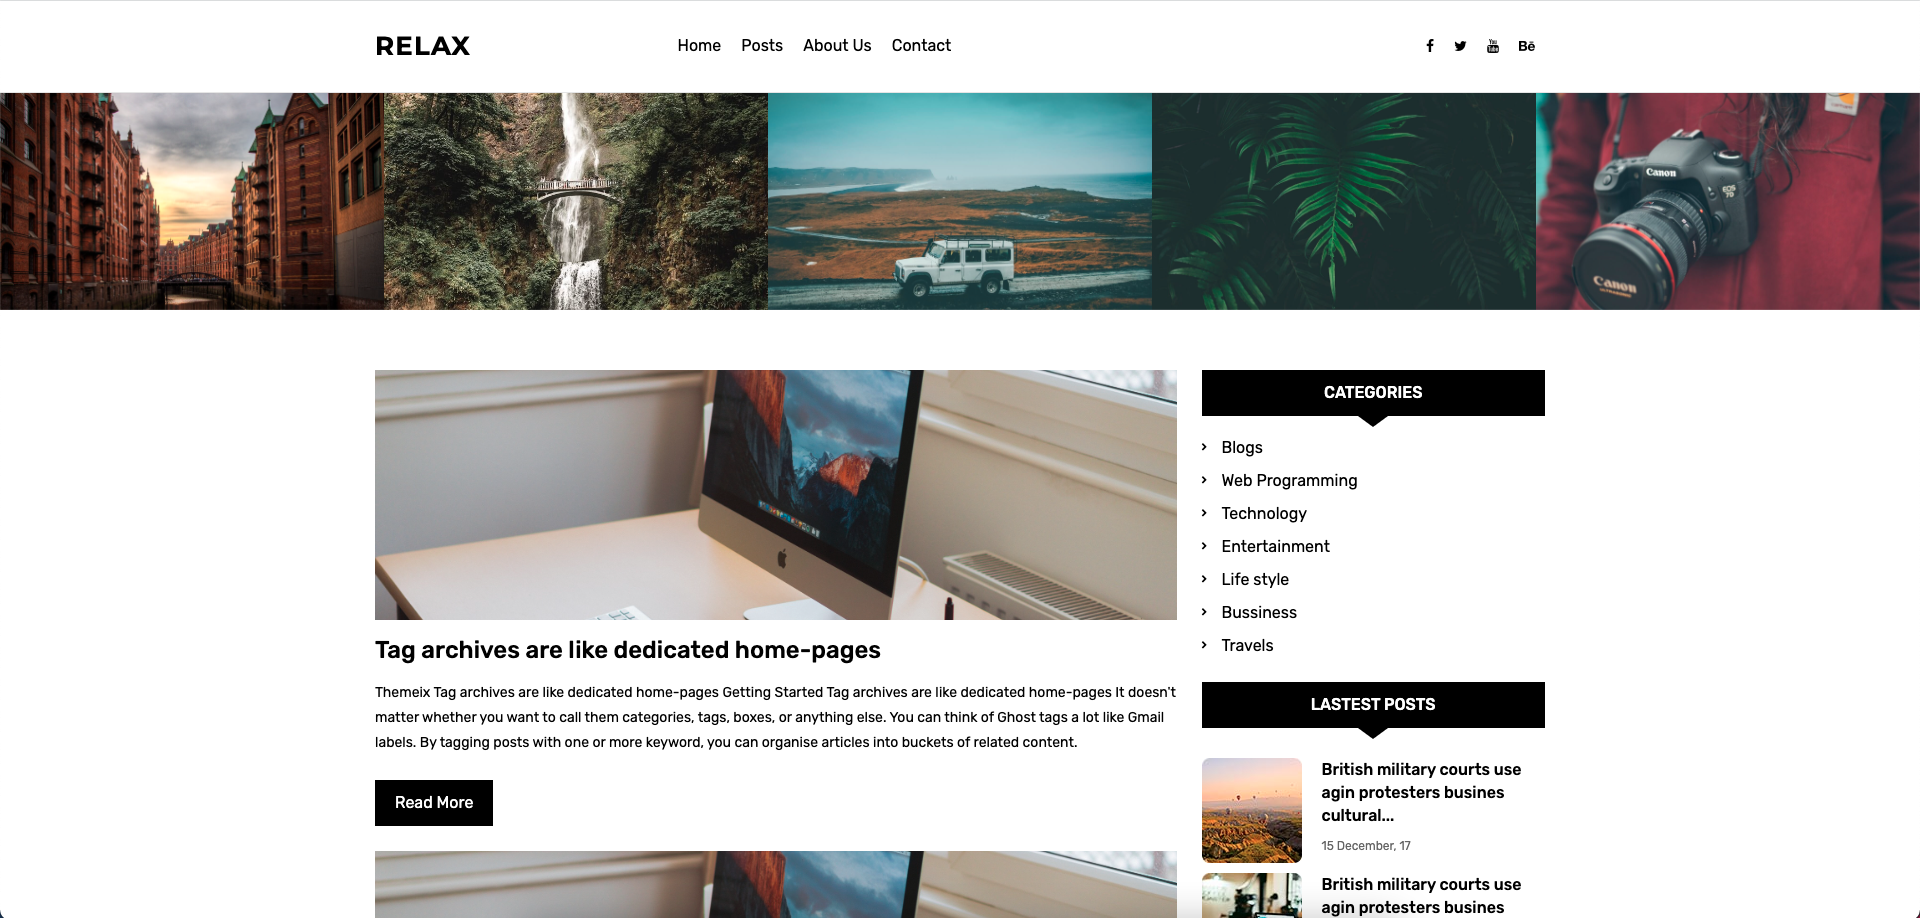 RELAX
Home Posts About Us Contact
You
Tube
Bē
Canon
EOS
7D
Canon
Tag archives are like dedicated home-pages
Themeix Tag archives are like dedicated home-pages Getting Started Tag archives are like dedicated home-pages It doesn't
matter whether you want to call them categories, tags, boxes, or anything else. You can think of Ghost tags a lot like Gmail
labels. By tagging posts with one or more keyword, you can organise articles into buckets of related content.
Read More
CATEGORIES
Blogs
Web Programming
Technology
Entertainment
Life style
Bussiness
Travels
LASTEST POSTS
British military courts use
agin protesters busines
cultural...
15 December, 17
British military courts use
agin protesters busines